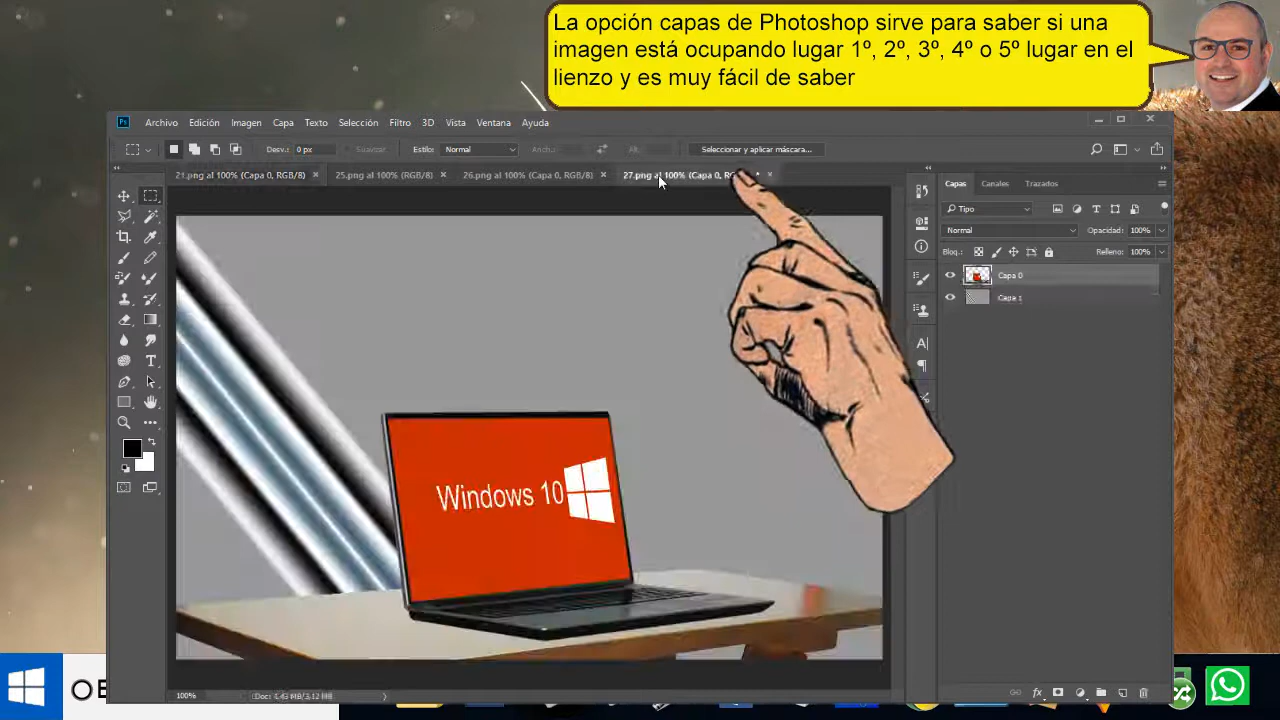 La opción capas de Photoshop sirve para saber si una
imagen está ocupando lugar 1º, 2º, 3º, 4º o 5º lugar en el
lienzo y es muy fácil de saber
Ps Archivo Edición Imagen Capa Texto Selección Filtro 3D Vista Ventana Ayuda
Desv.: 0 px Suavizar Estilo: Normal Anch.: Al.: Seleccionar y aplicar máscara...
21.png al 100% (Capa 0, RGB/8) 25.png al 100% (RGB/8) 26.png al 100% (Capa 0, RGB/8) 27.png al 100% (Capa 0,
Capas Canales Trazados
Tipo
Normal Opacidad: 100%
Bloq.: Relleno: 100%
Capa 0
Capa 1
Windows 10
100% Doc: 1,43 MB/3,12 MB